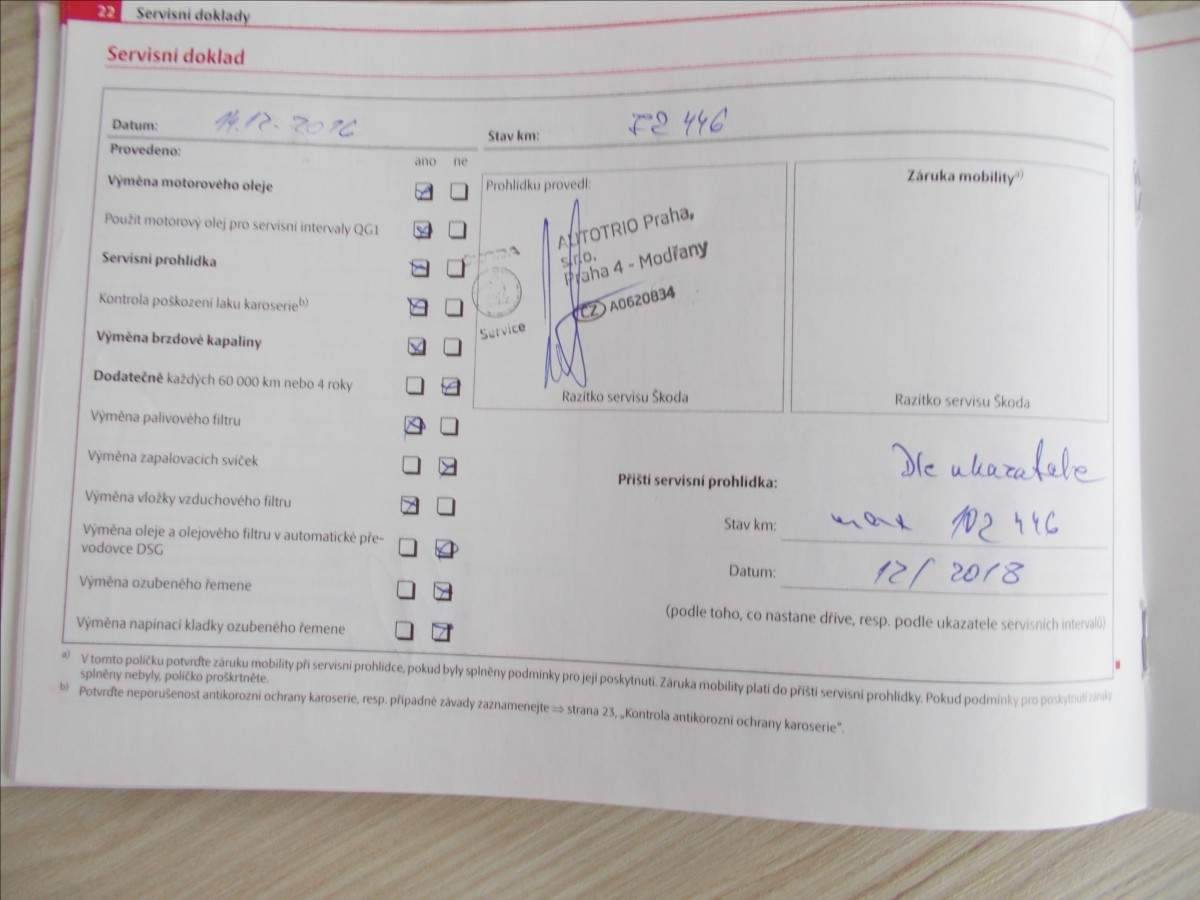 22 Servisní doklady
Servisní doklad
Datum: 14.12.2016 Stav km: 72 446
Provedeno:
ano ne
Výměna motorového oleje
Použit motorový olej pro servisní intervaly QG1
Servisní prohlídka
Kontrola poškození laku karoserie b)
Výměna brzdové kapaliny
Dodatečně každých 60 000 km nebo 4 roky
Výměna palivového filtru
Výměna zapalovacích svíček
Výměna vložky vzduchového filtru
Výměna oleje a olejového filtru v automatické pře-
vodovce DSG
Výměna ozubeného řemene
Výměna napínací kladky ozubeného řemene
Prohlídku provedl:
AUTOTRIO Praha,
s.r.o.
Praha 4 - Modřany
CZ A0620834
Service
Razítko servisu Škoda
Záruka mobility a)
Razítko servisu Škoda
Dle ukazatele
Příští servisní prohlídka:
Stav km: max 102 446
Datum: 12/2018
(podle toho, co nastane dříve, resp. podle ukazatele servisních intervalů)
a) V tomto políčku potvrďte záruku mobility při servisní prohlídce, pokud byly splněny podmínky pro její poskytnutí. Záruka mobility platí do příští servisní prohlídky. Pokud podmínky pro poskytnutí záruky
splněny nebyly, políčko proškrtněte.
b) Potvrďte neporušenost antikorozní ochrany karoserie, resp. případné závady zaznamenejte ⇒ strana 23, „Kontrola antikorozní ochrany karoserie“.